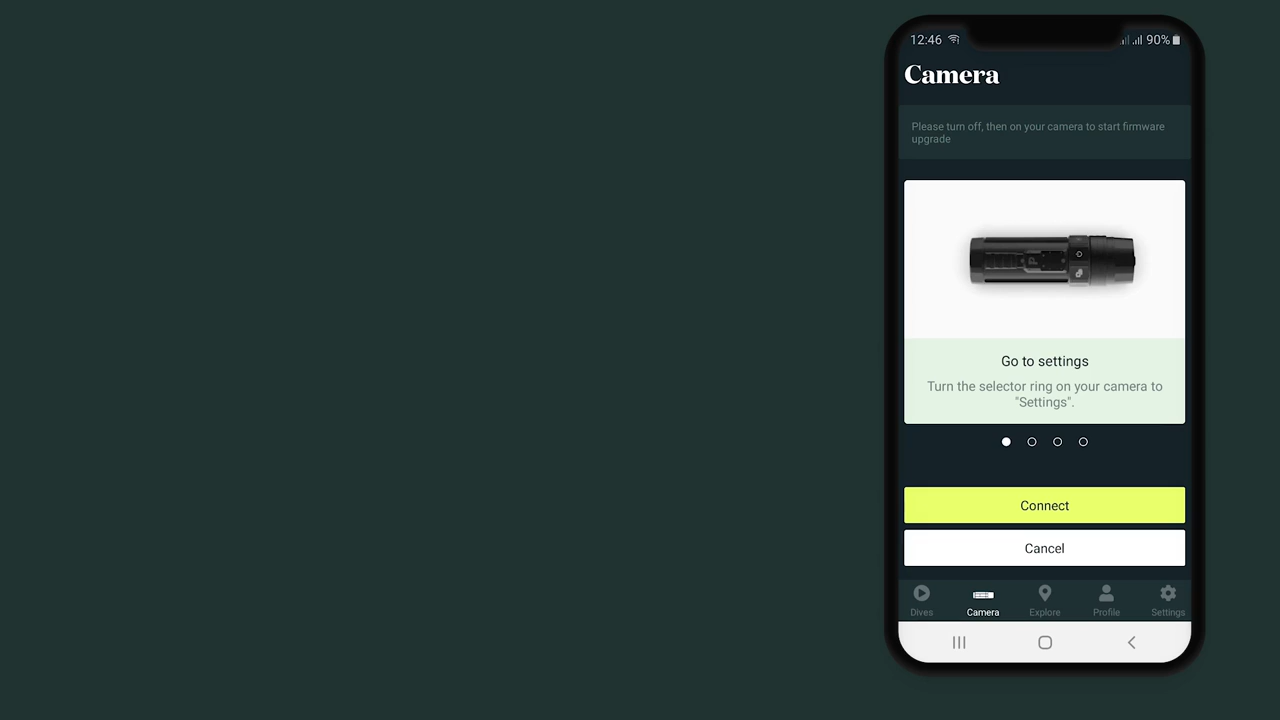 12:46
90%
Camera
Please turn off, then on your camera to start firmware
upgrade
Go to settings
Turn the selector ring on your camera to
"Settings".
Connect
Cancel
Dives
Camera
Explore
Profile
Settings